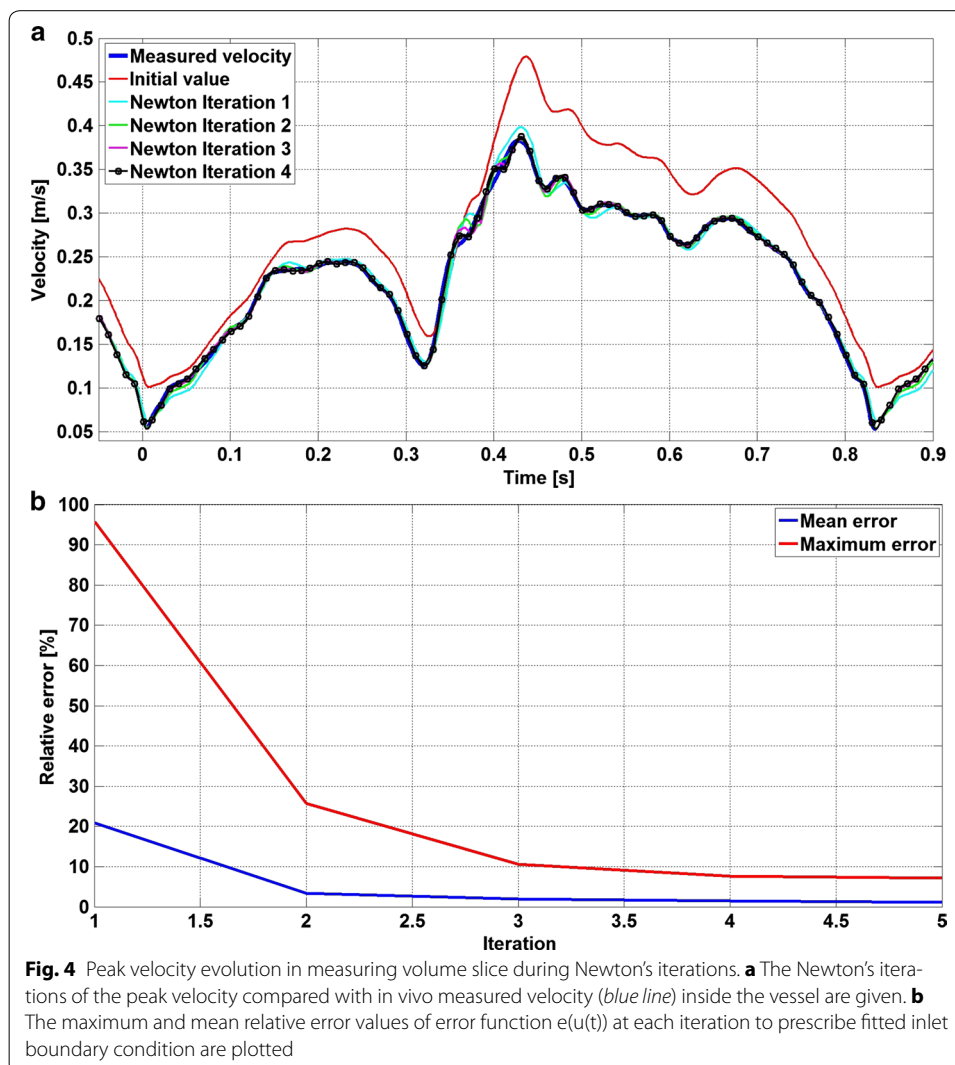 a
0.5
0.45
0.4
0.35
0.3
0.25
0.2
0.15
0.1
0.05
Velocity [m/s]
Measured velocity
Initial value
Newton Iteration 1
Newton Iteration 2
Newton Iteration 3
Newton Iteration 4
0 0.1 0.2 0.3 0.4 0.5 0.6 0.7 0.8 0.9
Time [s]
b
100
90
80
70
60
50
40
30
20
10
0
Relative error [%]
Mean error
Maximum error
1 1.5 2 2.5 3 3.5 4 4.5 5
Iteration
Fig. 4 Peak velocity evolution in measuring volume slice during Newton's iterations. a The Newton's itera-
tions of the peak velocity compared with in vivo measured velocity (blue line) inside the vessel are given. b
The maximum and mean relative error values of error function e(u(t)) at each iteration to prescribe fitted inlet
boundary condition are plotted